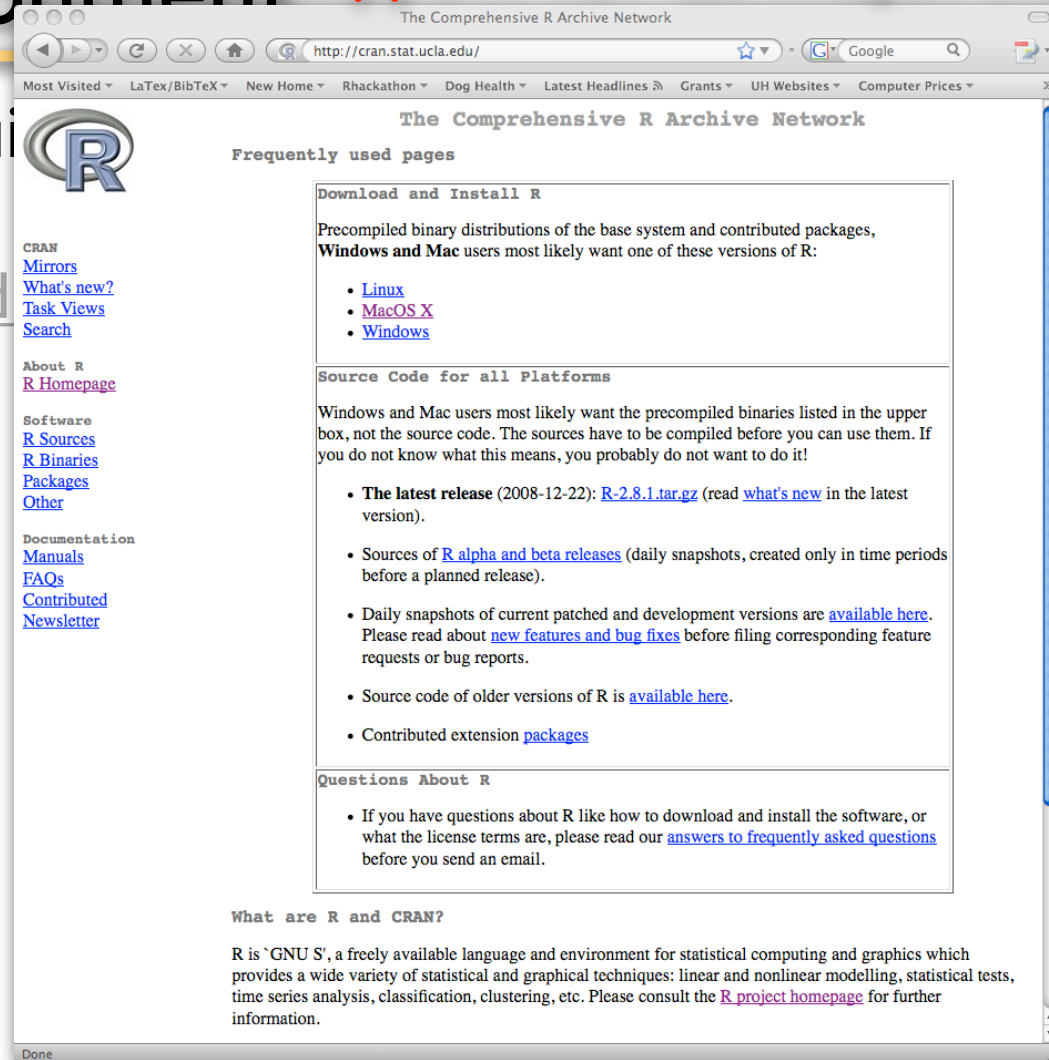 The Comprehensive R Archive Network
http://cran.stat.ucla.edu/
G
Google
Most Visited
LaTex/BibTeX
New Home
Rhackathon
Dog Health
Latest Headlines
Grants
UH Websites
Computer Prices
R
CRAN
Mirrors
What's new?
Task Views
Search
About R
R Homepage
Software
R Sources
R Binaries
Packages
Other
Documentation
Manuals
FAQs
Contributed
Newsletter
The Comprehensive R Archive Network
Frequently used pages
Download and Install R
Precompiled binary distributions of the base system and contributed packages,
Windows and Mac users most likely want one of these versions of R:
• Linux
• MacOS X
• Windows
Source Code for all Platforms
Windows and Mac users most likely want the precompiled binaries listed in the upper
box, not the source code. The sources have to be compiled before you can use them. If
you do not know what this means, you probably do not want to do it!
• The latest release (2008-12-22): R-2.8.1.tar.gz (read what's new in the latest
version).
• Sources of R alpha and beta releases (daily snapshots, created only in time periods
before a planned release).
• Daily snapshots of current patched and development versions are available here.
Please read about new features and bug fixes before filing corresponding feature
requests or bug reports.
• Source code of older versions of R is available here.
• Contributed extension packages
Questions About R
• If you have questions about R like how to download and install the software, or
what the license terms are, please read our answers to frequently asked questions
before you send an email.
What are R and CRAN?
R is `GNU S', a freely available language and environment for statistical computing and graphics which
provides a wide variety of statistical and graphical techniques: linear and nonlinear modelling, statistical tests,
time series analysis, classification, clustering, etc. Please consult the R project homepage for further
information.
Done